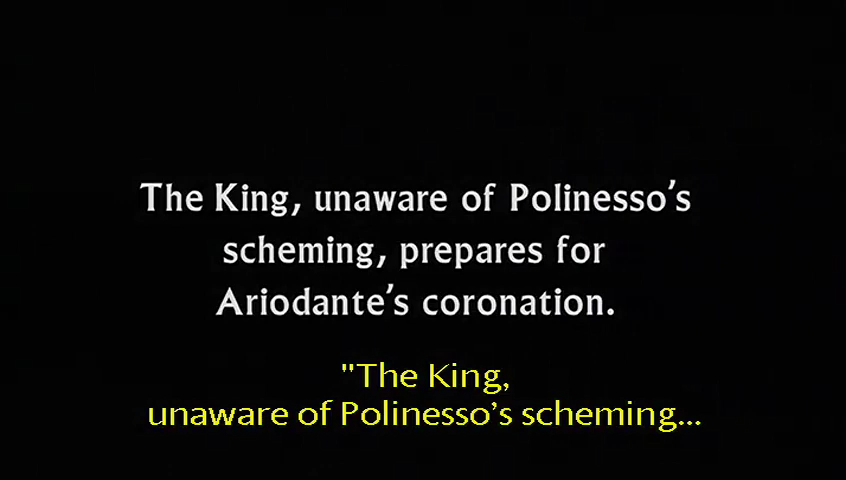 The King, unaware of Polinesso's
scheming, prepares for
Ariodante's coronation.
"The King,
unaware of Polinesso's scheming...